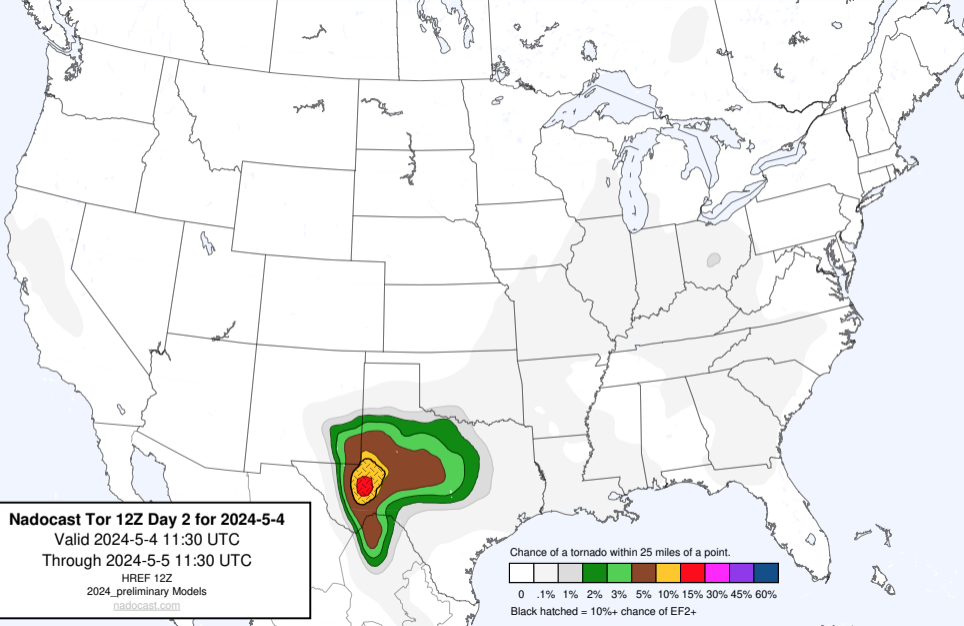 Nadocast Tor 12Z Day 2 for 2024-5-4
Valid 2024-5-4 11:30 UTC
Through 2024-5-5 11:30 UTC
HREF 12Z
2024_preliminary Models
nadocast.com
Chance of a tornado within 25 miles of a point.
0 .1% 1% 2% 3% 5% 10% 15% 30% 45% 60%
Black hatched = 10%+ chance of EF2+